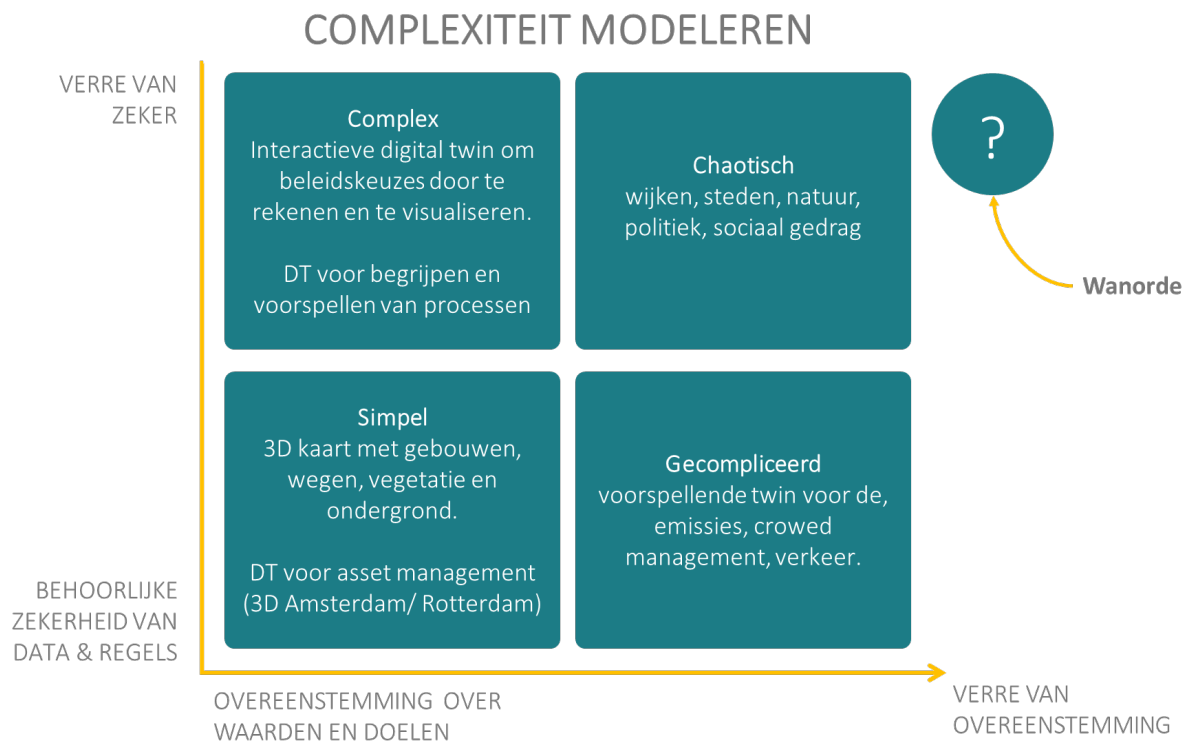 COMPLEXITEIT MODELEREN
VERRE VAN
ZEKER
Complex
Interactieve digital twin om
beleidskeuzes door te
rekenen en te visualiseren.
DT voor begrijpen en
voorspellen van processen
Chaotisch
wijken, steden, natuur,
politiek, sociaal gedrag
?
Wanorde
Simpel
3D kaart met gebouwen,
wegen, vegetatie en
ondergrond.
DT voor asset management
(3D Amsterdam/ Rotterdam)
Gecompliceerd
voorspellende twin voor de,
emissies, crowed
management, verkeer.
BEHOORLIJKE
ZEKERHEID VAN
DATA & REGELS
OVEREENSTEMMING OVER
WAARDEN EN DOELEN
VERRE VAN
OVEREENSTEMMING